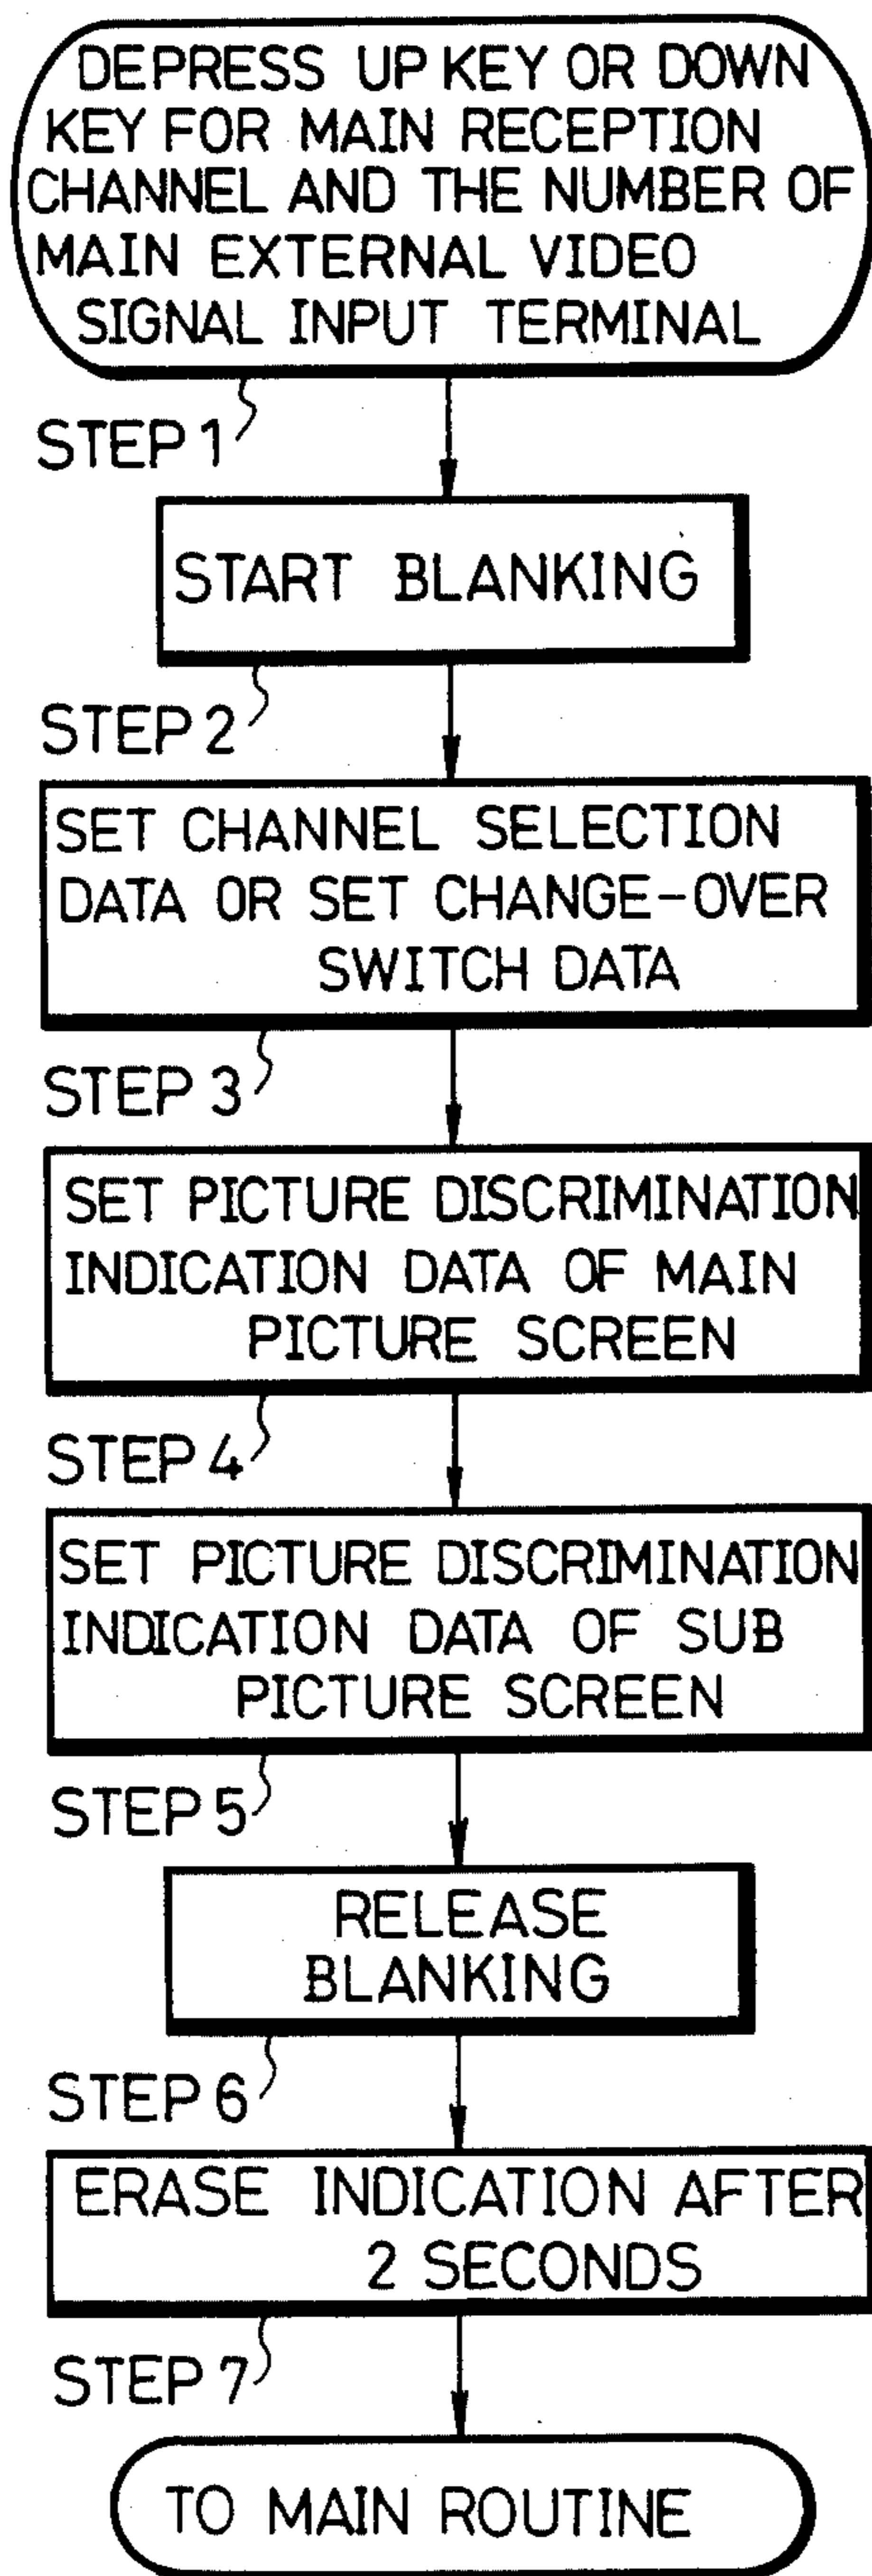 DEPRESS UP KEY OR DOWN
KEY FOR MAIN RECEPTION
CHANNEL AND THE NUMBER OF
MAIN EXTERNAL VIDEO
SIGNAL INPUT TERMINAL
STEP 1
START BLANKING
STEP 2
SET CHANNEL SELECTION
DATA OR SET CHANGE-OVER
SWITCH DATA
STEP 3
SET PICTURE DISCRIMINATION
INDICATION DATA OF MAIN
PICTURE SCREEN
STEP 4
SET PICTURE DISCRIMINATION
INDICATION DATA OF SUB
PICTURE SCREEN
STEP 5
RELEASE
BLANKING
STEP 6
ERASE INDICATION AFTER
2 SECONDS
STEP 7
TO MAIN ROUTINE